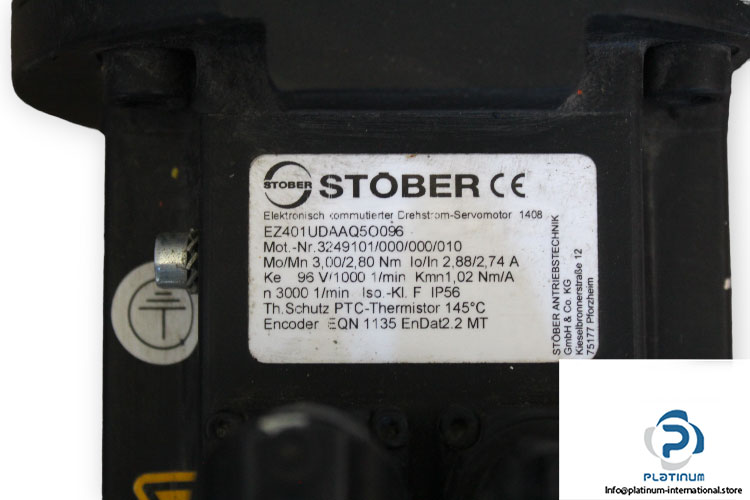 STOBER STÖBER CE
Elektronisch kommutierter Drehstrom-Servomotor 1408
EZ401UDAAQ5O096
Mot.-Nr.3249101/000/000/010
Mo/Mn 3,00/2,80 Nm Io/In 2,88/2,74 A
Ke 96 V/1000 1/min Kmn1,02 Nm/A
n 3000 1/min Iso.-Kl. F IP56
Th.Schutz PTC-Thermistor 145°C
Encoder EQN 1135 EnDat2.2 MT
STÖBER ANTRIEBSTECHNIK
GmbH & Co. KG
Kieselbronnerstraße 12
75177 Pforzheim
PLATINUM
Info@platinum-international.store